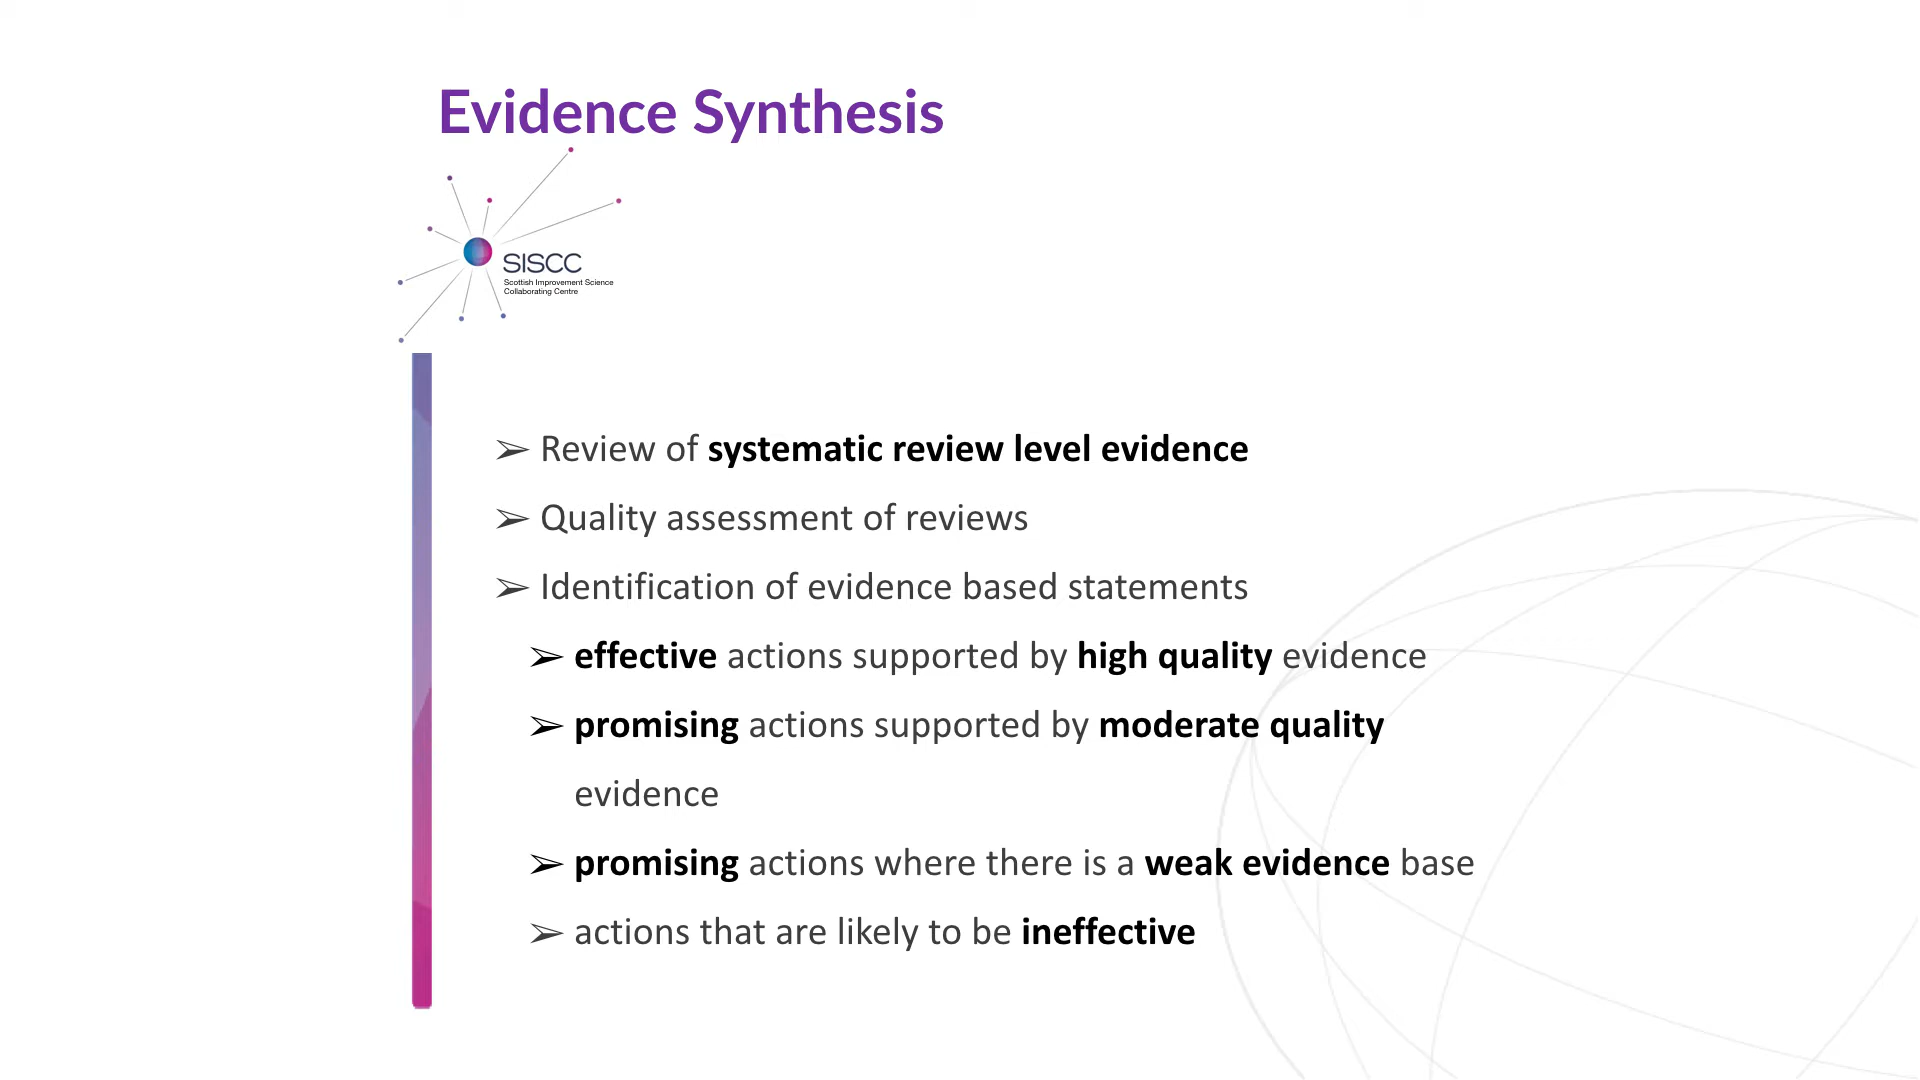 Evidence Synthesis
SISCC
Scottish Improvement Science
Collaborating Centre
➢ Review of systematic review level evidence
➢ Quality assessment of reviews
➢ Identification of evidence based statements
➢ effective actions supported by high quality evidence
➢ promising actions supported by moderate quality
evidence
➢ promising actions where there is a weak evidence base
➢ actions that are likely to be ineffective